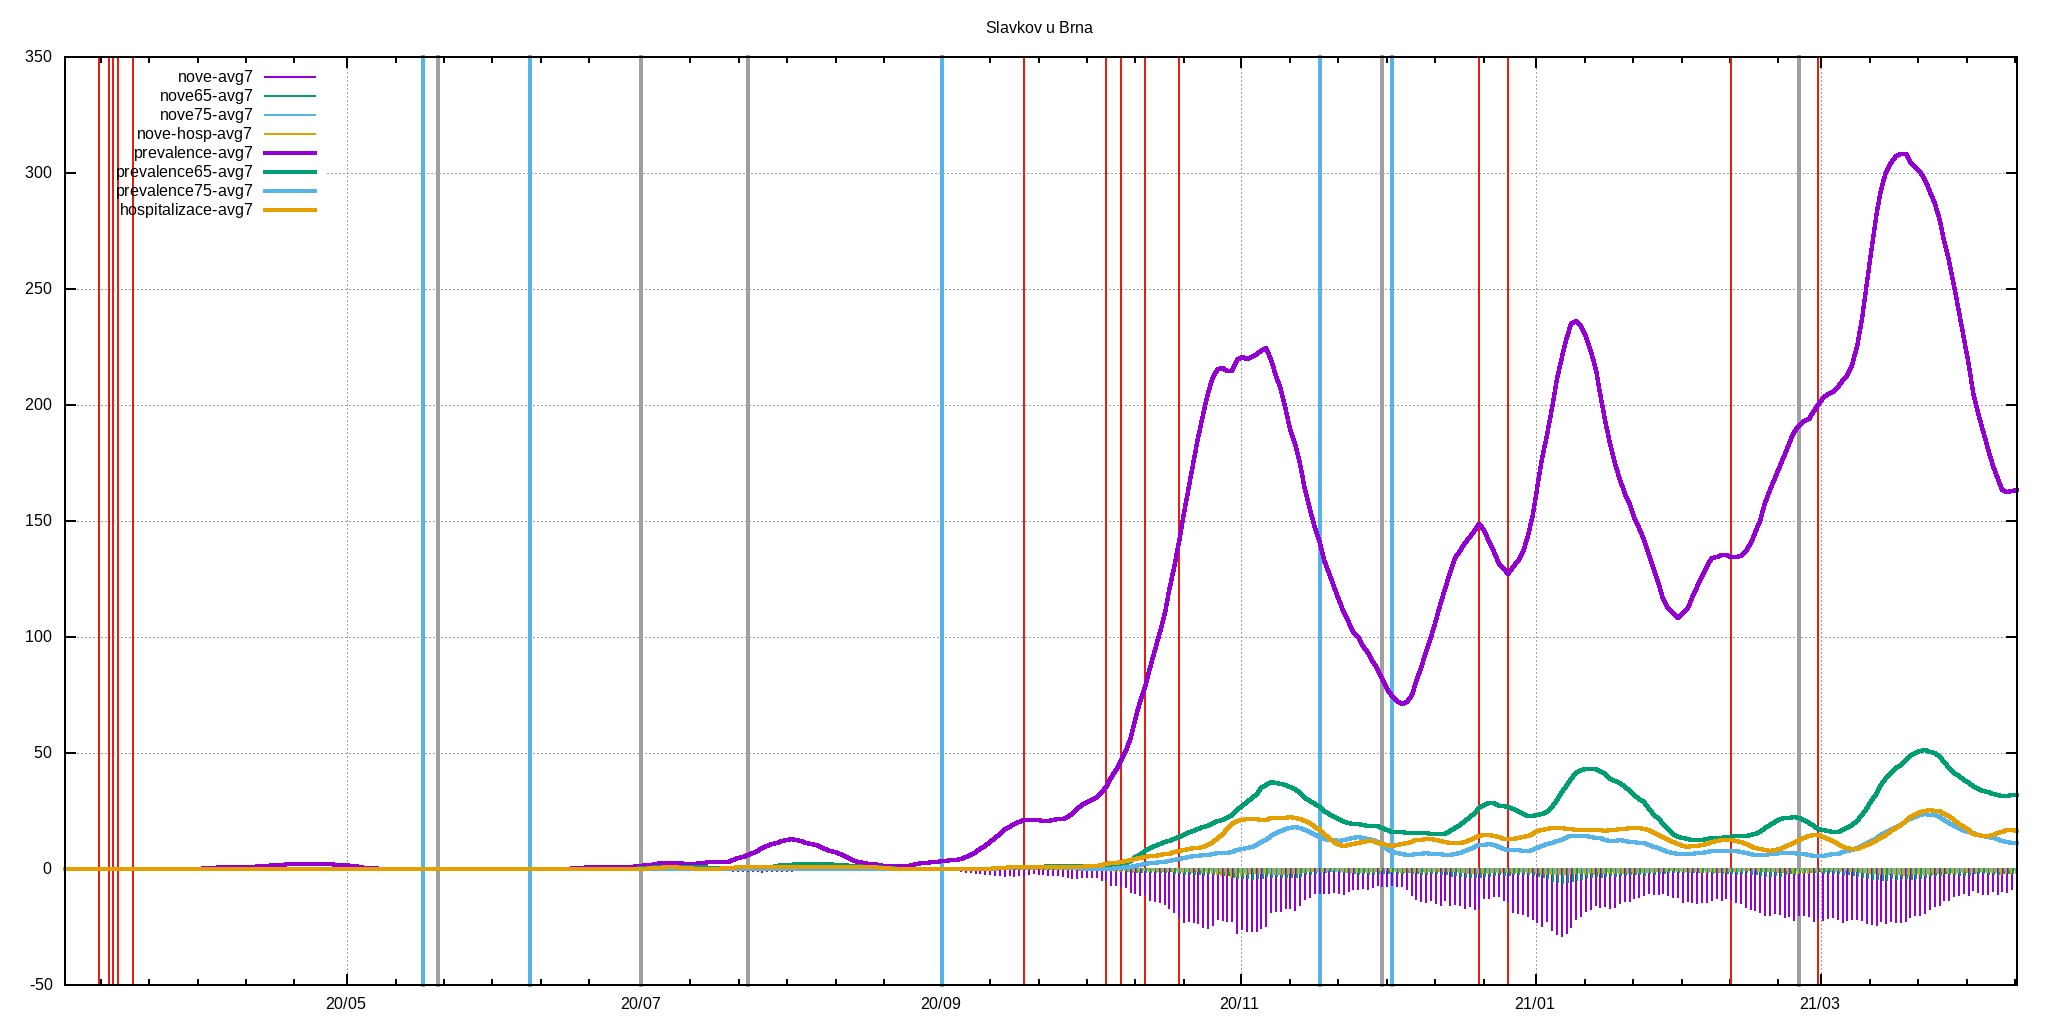 Slavkov u Brna
350
300
250
200
150
100
50
0
-50
nove-avg7
nove65-avg7
nove75-avg7
nove-hosp-avg7
prevalence-avg7
prevalence65-avg7
prevalence75-avg7
hospitalizace-avg7
20/05 20/07 20/09 20/11 21/01 21/03